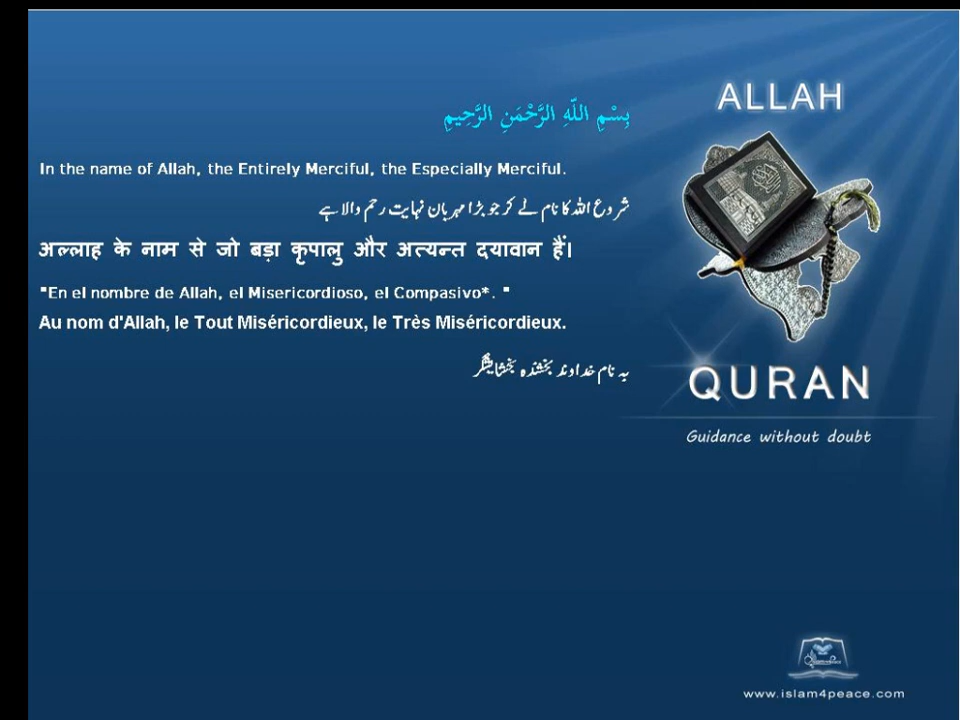 بِسْمِ اللّهِ الرَّحْمَنِ الرَّحِيمِ
In the name of Allah, the Entirely Merciful, the Especially Merciful.
شروع الله کا نام لے کر جو بڑا مہربان نہایت رحم والا ہے
अल्लाह के नाम से जो बड़ा कृपालु और अत्यन्त दयावान हैं।
"En el nombre de Allah, el Misericordioso, el Compasivo*. "
Au nom d'Allah, le Tout Miséricordieux, le Très Miséricordieux.
به نام خداوند بخشنده بخشایشگر
ALLAH
QURAN
Guidance without doubt
www.islam4peace.com